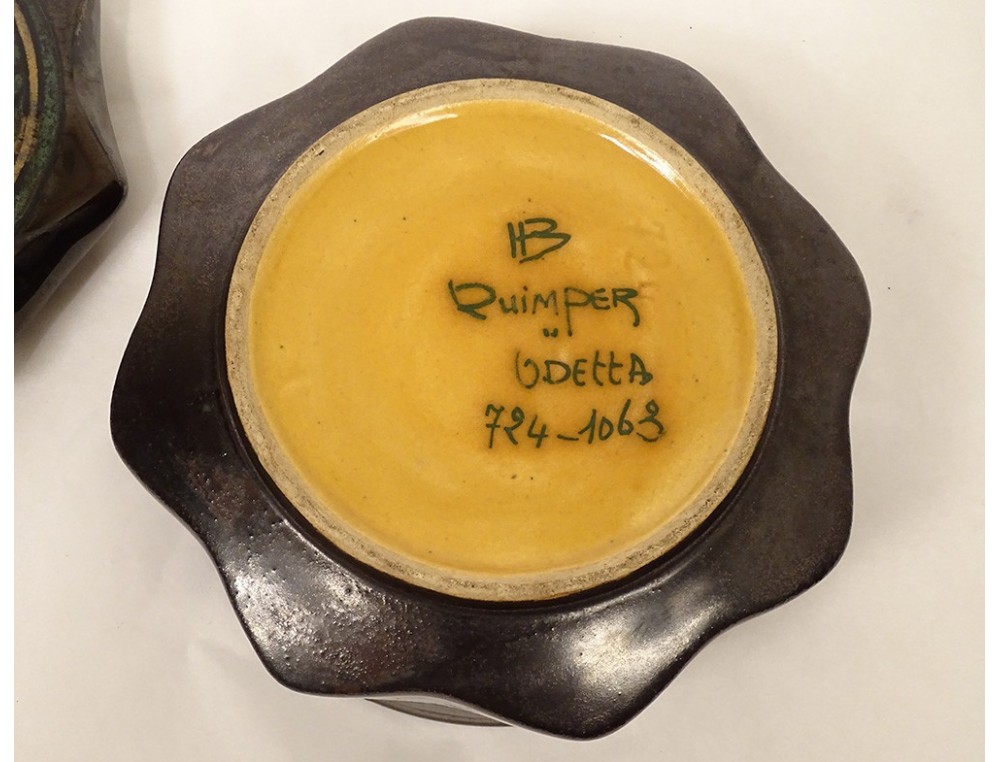 HB
QuimPER
"
ODEttA
724-1063